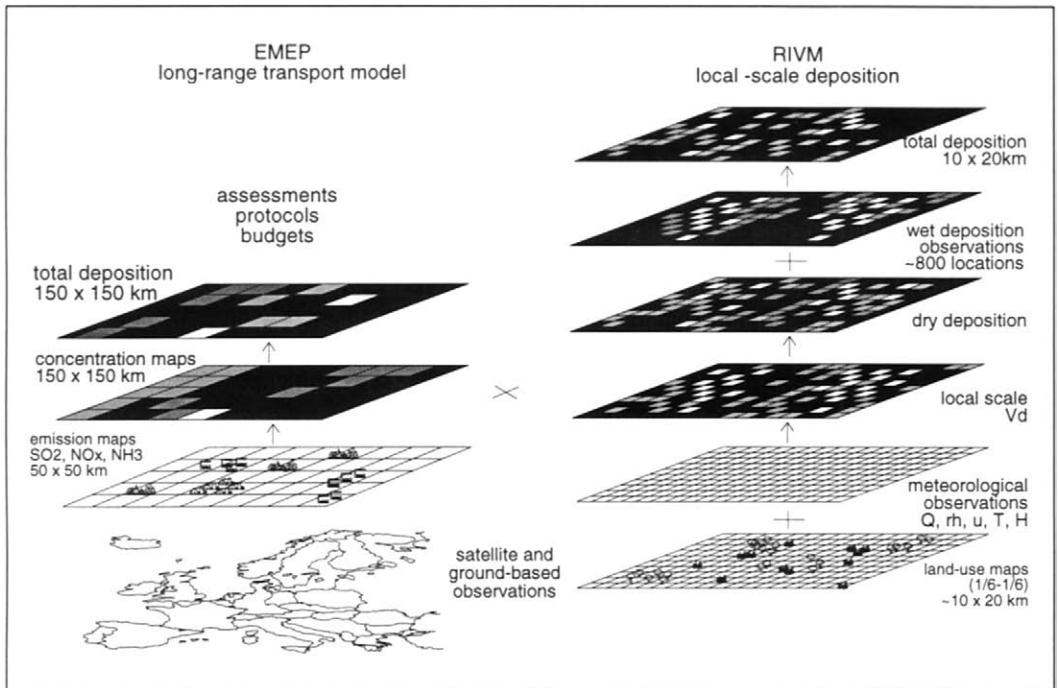 EMEP
long-range transport model
assessments
protocols
budgets
total deposition
150 x 150 km
concentration maps
150 x 150 km
emission maps
SO2, NOx, NH3
50 x 50 km
satellite and
ground-based
observations
RIVM
local -scale deposition
total deposition
10 x 20km
wet deposition
observations
~800 locations
dry deposition
local scale
Vd
meteorological
observations
Q, rh, u, T, H
land-use maps
(1/6-1/6)
~10 x 20 km